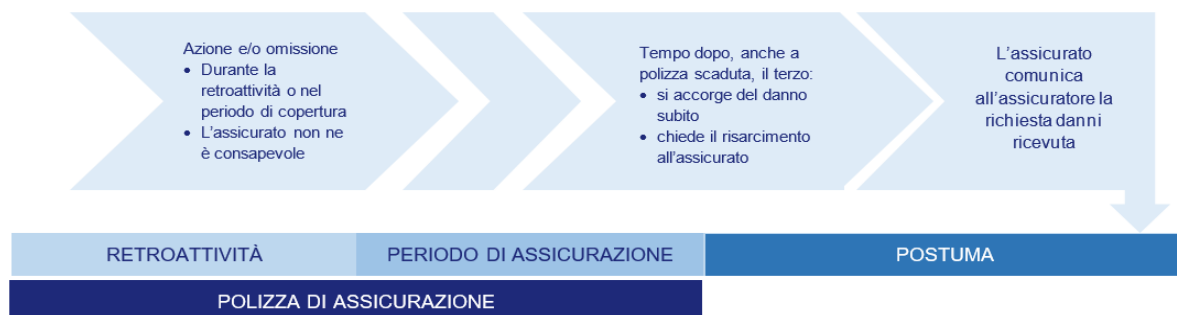 Azione e/o omissione
• Durante la
retroattività o nel
periodo di copertura
• L'assicurato non ne
è consapevole
Tempo dopo, anche a
polizza scaduta, il terzo:
• si accorge del danno
subito
• chiede il risarcimento
all'assicurato
L'assicurato
comunica
all'assicuratore la
richiesta danni
ricevuta
RETROATTIVITÀ
PERIODO DI ASSICURAZIONE
POSTUMA
POLIZZA DI ASSICURAZIONE